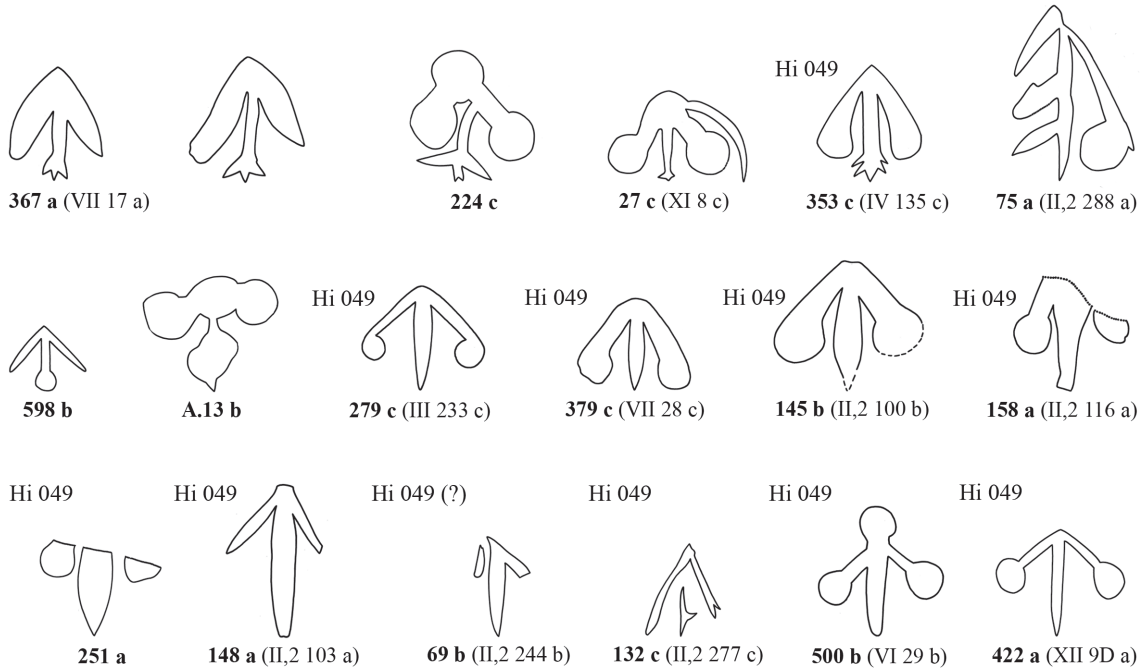 Hi 049
367 a (VII 17 a)
224 c
27 c (XI 8 c)
353 c (IV 135 c)
75 a (II,2 288 a)
Hi 049
Hi 049
Hi 049
Hi 049
598 b
A.13 b
279 c (III 233 c)
379 c (VII 28 c)
145 b (II,2 100 b)
158 a (II,2 116 a)
Hi 049
Hi 049
Hi 049 (?)
Hi 049
Hi 049
Hi 049
251 a
148 a (II,2 103 a)
69 b (II,2 244 b)
132 c (II,2 277 c)
500 b (VI 29 b)
422 a (XII 9D a)